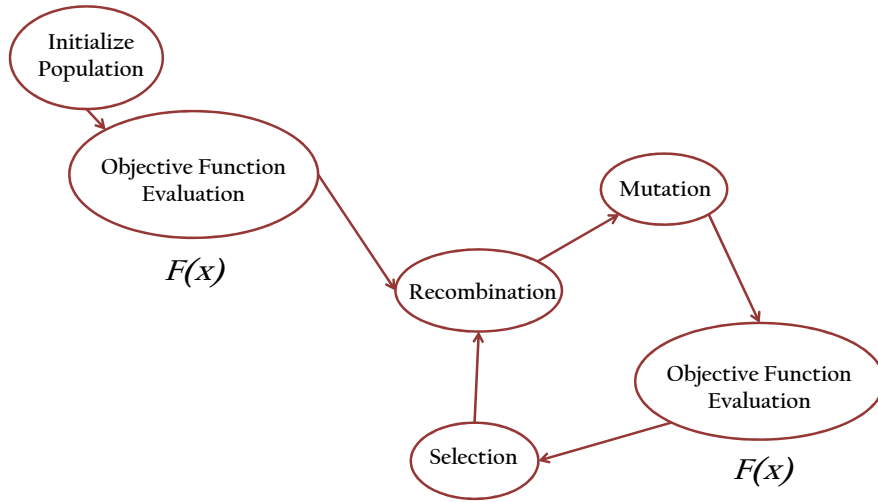 Initialize
Population
Objective Function
Evaluation
F(x)
Mutation
Recombination
Objective Function
Evaluation
Selection
F(x)